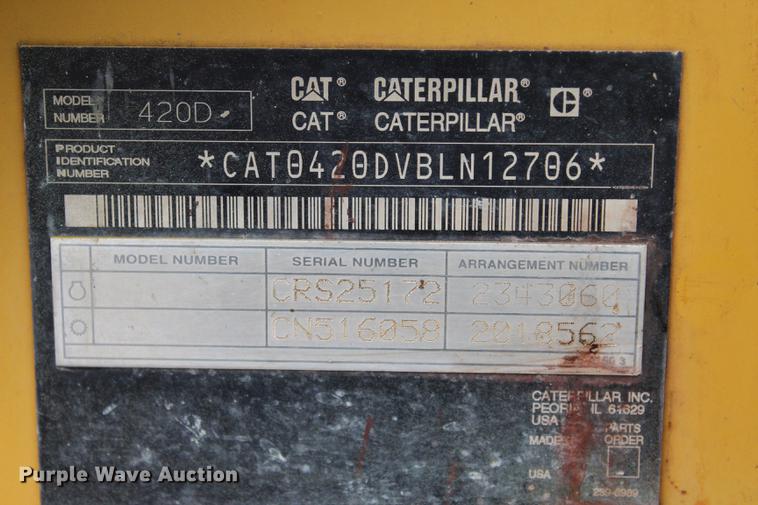 MODEL NUMBER 420D
CAT® CATERPILLAR® C®
CAT® CATERPILLAR®
PRODUCT IDENTIFICATION NUMBER *CAT0420DVBLN12706*
MODEL NUMBER SERIAL NUMBER ARRANGEMENT NUMBER
CRS25172 2343060
CN516058 2018562
CATERPILLAR INC.
PEORIA, IL 61629
USA
PARTS
MADE ORDER
USA
Purple Wave Auction